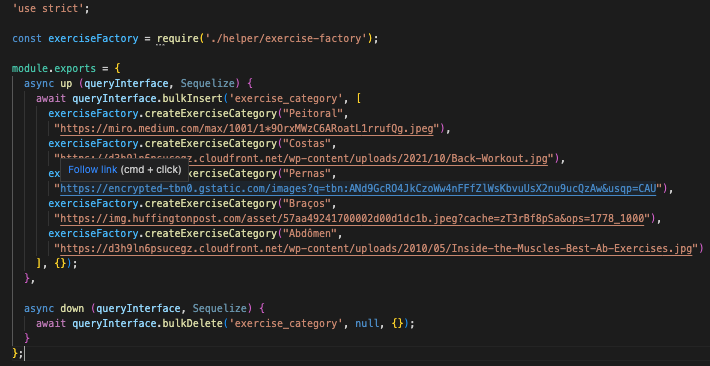 'use strict';
const exerciseFactory = require('./helper/exercise-factory');
module.exports = {
async up (queryInterface, Sequelize) {
await queryInterface.bulkInsert('exercise_category', [
exerciseFactory.createExerciseCategory("Peitoral",
"https://miro.medium.com/max/1001/1*9OrxMWzC6ARoatL1rrufQg.jpeg"),
exerciseFactory.createExerciseCategory("Costas",
cloudfront.net/wp-content/uploads/2021/10/Back-Workout.jpg"),
Follow link (cmd + click)
createExerciseCategory("Pernas",
"https://encrypted-tbn0.gstatic.com/images?q=tbn:ANd9GcRO4JkCzoWw4nFFfZlWsKbvuUsX2nu9ucQzAw&usqp=CAU"),
exerciseFactory.createExerciseCategory("Braços",
"https://img.huffingtonpost.com/asset/57aa49241700002d00d1dc1b.jpeg?cache=zT3rBf8pSa&ops=1778_1000"),
exerciseFactory.createExerciseCategory("Abdômen",
"https://d3h9ln6psucegz.cloudfront.net/wp-content/uploads/2010/05/Inside-the-Muscles-Best-Ab-Exercises.jpg")
], {});
},
async down (queryInterface, Sequelize) {
await queryInterface.bulkDelete('exercise_category', null, {});
}
};